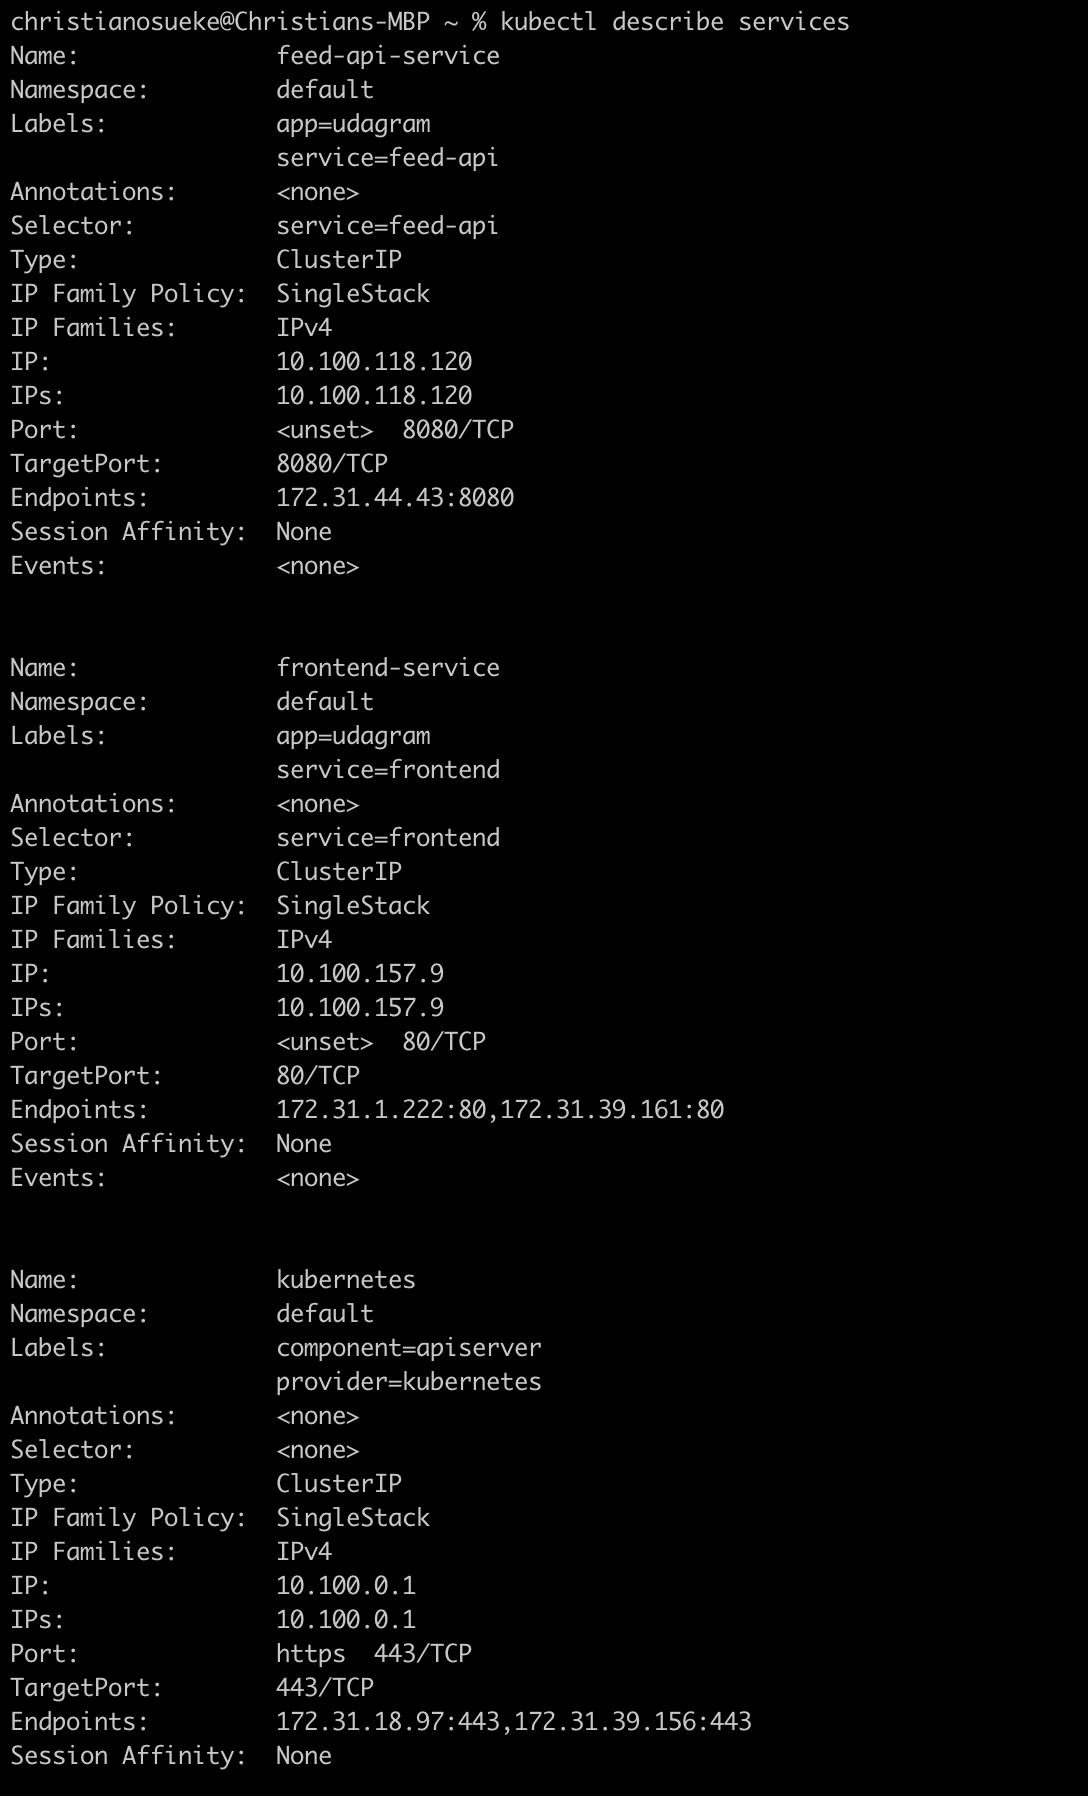 christianosueke@Christians-MBP ~ % kubectl describe services
Name:              feed-api-service
Namespace:         default
Labels:            app=udagram
                   service=feed-api
Annotations:       <none>
Selector:          service=feed-api
Type:              ClusterIP
IP Family Policy:  SingleStack
IP Families:       IPv4
IP:                10.100.118.120
IPs:               10.100.118.120
Port:              <unset>  8080/TCP
TargetPort:        8080/TCP
Endpoints:         172.31.44.43:8080
Session Affinity:  None
Events:            <none>
Name:              frontend-service
Namespace:         default
Labels:            app=udagram
                   service=frontend
Annotations:       <none>
Selector:          service=frontend
Type:              ClusterIP
IP Family Policy:  SingleStack
IP Families:       IPv4
IP:                10.100.157.9
IPs:               10.100.157.9
Port:              <unset>  80/TCP
TargetPort:        80/TCP
Endpoints:         172.31.1.222:80,172.31.39.161:80
Session Affinity:  None
Events:            <none>
Name:              kubernetes
Namespace:         default
Labels:            component=apiserver
                   provider=kubernetes
Annotations:       <none>
Selector:          <none>
Type:              ClusterIP
IP Family Policy:  SingleStack
IP Families:       IPv4
IP:                10.100.0.1
IPs:               10.100.0.1
Port:              https  443/TCP
TargetPort:        443/TCP
Endpoints:         172.31.18.97:443,172.31.39.156:443
Session Affinity:  None